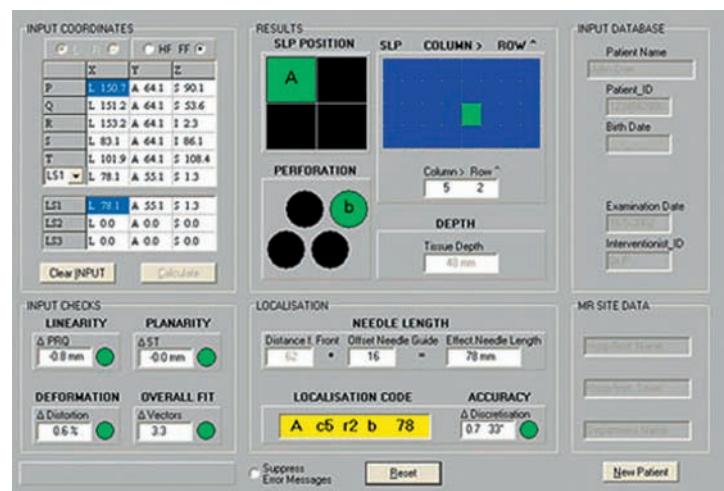 INPUT COORDINATES
L R HF FF
X Y Z
P L 150.7 A 64.1 S 90.1
Q L 151.2 A 64.1 S 53.6
R L 153.2 A 64.1 I 2.3
S L 83.1 A 64.1 I 86.1
T L 101.9 A 64.1 S 108.4
LS1 L 78.1 A 55.1 S 1.3
LS1 L 78.1 A 55.1 S 1.3
LS2 L 0.0 A 0.0 S 0.0
LS3 L 0.0 A 0.0 S 0.0
Clear INPUT Calculate
RESULTS
SLP POSITION SLP COLUMN > ROW ^
A
PERFORATION
b
Column > Row ^
5 2
DEPTH
Tissue Depth
40 mm
INPUT DATABASE
Patient Name
Patient_ID
Birth Date
Examination Date
Interventionist_ID
INPUT CHECKS
LINEARITY PLANARITY
Δ PRQ Δ ST
-0.8 mm -0.0 mm
DEFORMATION OVERALL FIT
Δ Distortion Δ Vectors
0.6 % 3.3
LOCALISATION
NEEDLE LENGTH
Distance f. Front Offset Needle Guide Effect.Needle Length
62 + 16 = 78 mm
LOCALISATION CODE ACCURACY
A c5 r2 b 78
Δ Discretisation
0.7 33°
MR SITE DATA
Suppress
Error Messages
Reset
New Patient